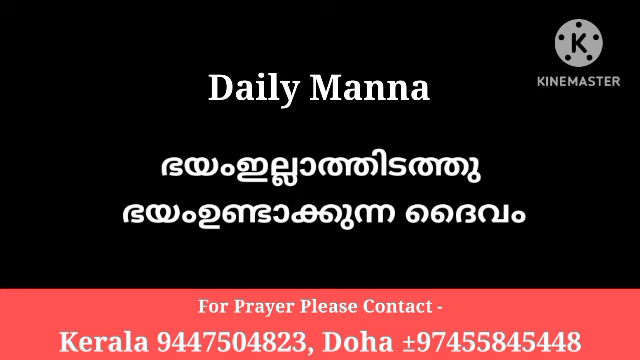 KINEMASTER
Daily Manna
ഭയംഇല്ലാത്തിടത്തു
ഭയംഉണ്ടാക്കുന്ന ദൈവം
For Prayer Please Contact -
Kerala 9447504823, Doha ±97455845448